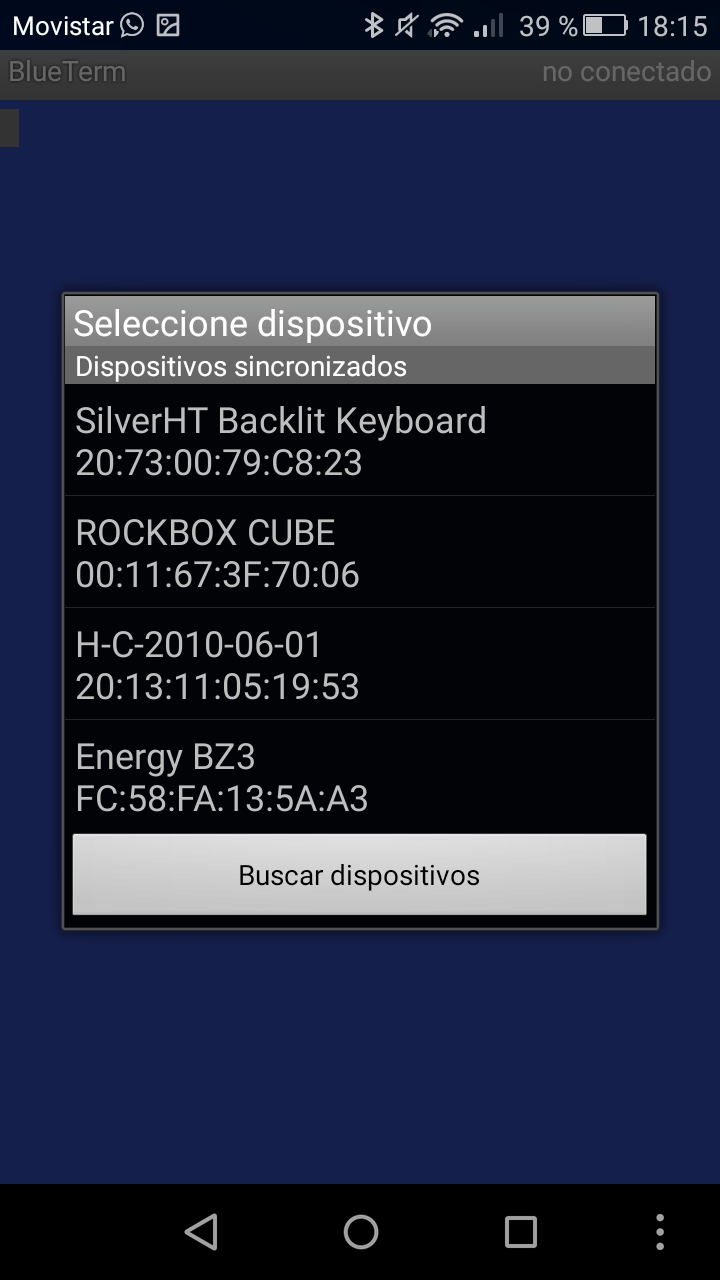 Movistar 39 % 18:15
BlueTerm no conectado
Seleccione dispositivo
Dispositivos sincronizados
SilverHT Backlit Keyboard
20:73:00:79:C8:23
ROCKBOX CUBE
00:11:67:3F:70:06
H-C-2010-06-01
20:13:11:05:19:53
Energy BZ3
FC:58:FA:13:5A:A3
Buscar dispositivos